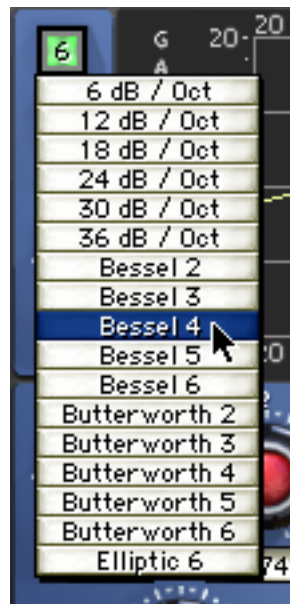 20
6
G
20-
A
6 dB / Oct
12 dB / Oct
18 dB / Oct
24 dB / Oct
30 dB / Oct
36 dB / Oct
Bessel 2
Bessel 3
Bessel 4
Bessel 5
Bessel 6
Butterworth 2
Butterworth 3
Butterworth 4
Butterworth 5
Butterworth 6
Elliptic 6
74